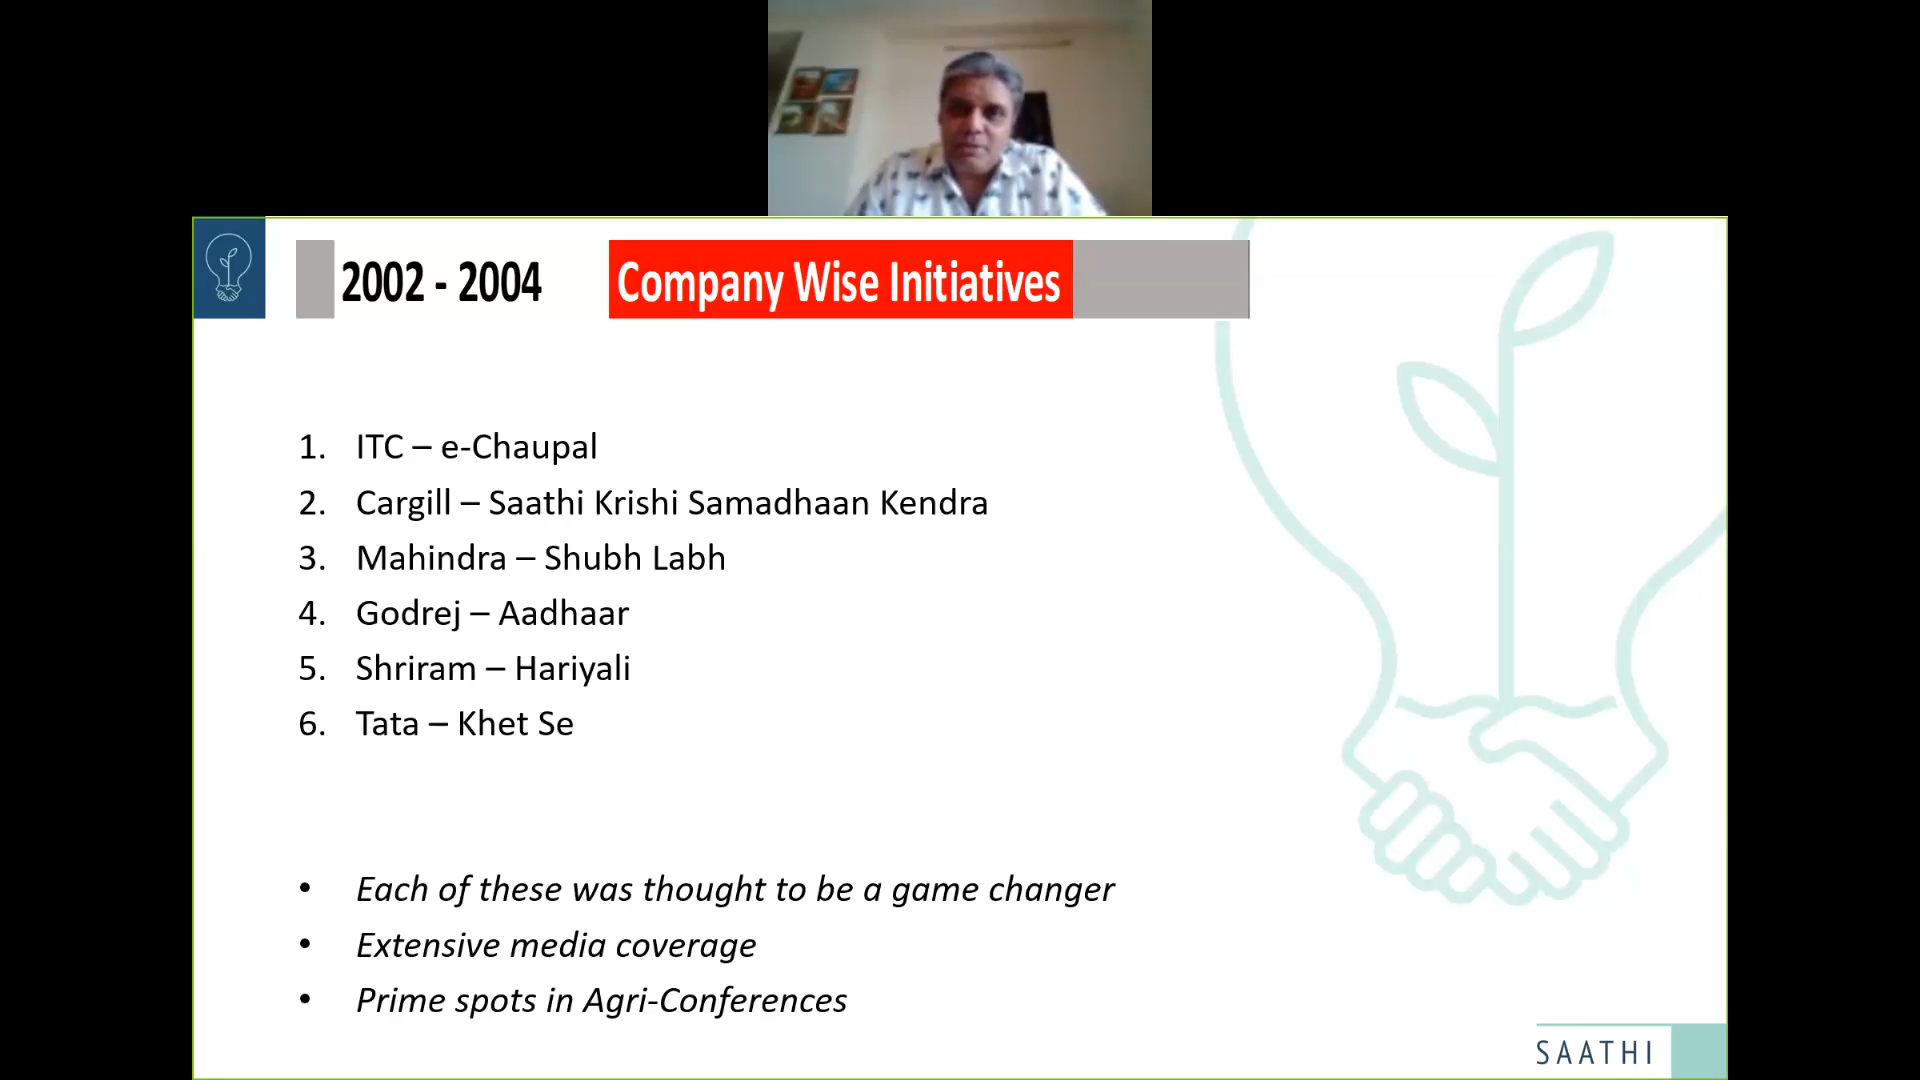 2002 - 2004 Company Wise Initiatives
1. ITC – e-Chaupal
2. Cargill – Saathi Krishi Samadhaan Kendra
3. Mahindra – Shubh Labh
4. Godrej – Aadhaar
5. Shriram – Hariyali
6. Tata – Khet Se
• Each of these was thought to be a game changer
• Extensive media coverage
• Prime spots in Agri-Conferences
SAATHI